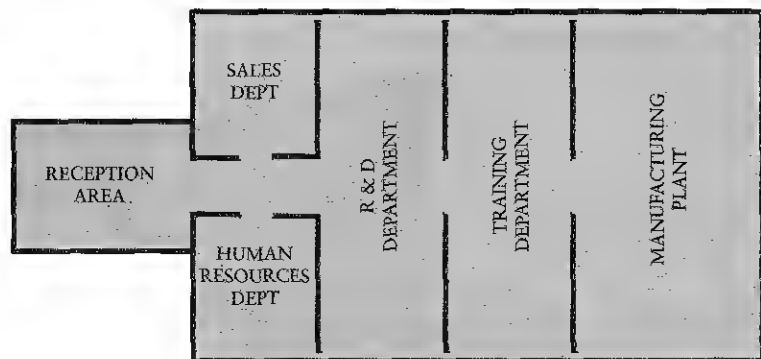 SALES
DEPT
RECEPTION
AREA
HUMAN
RESOURCES
DEPT
R & D
DEPARTMENT
TRAINING
DEPARTMENT
MANUFACTURING
PLANT